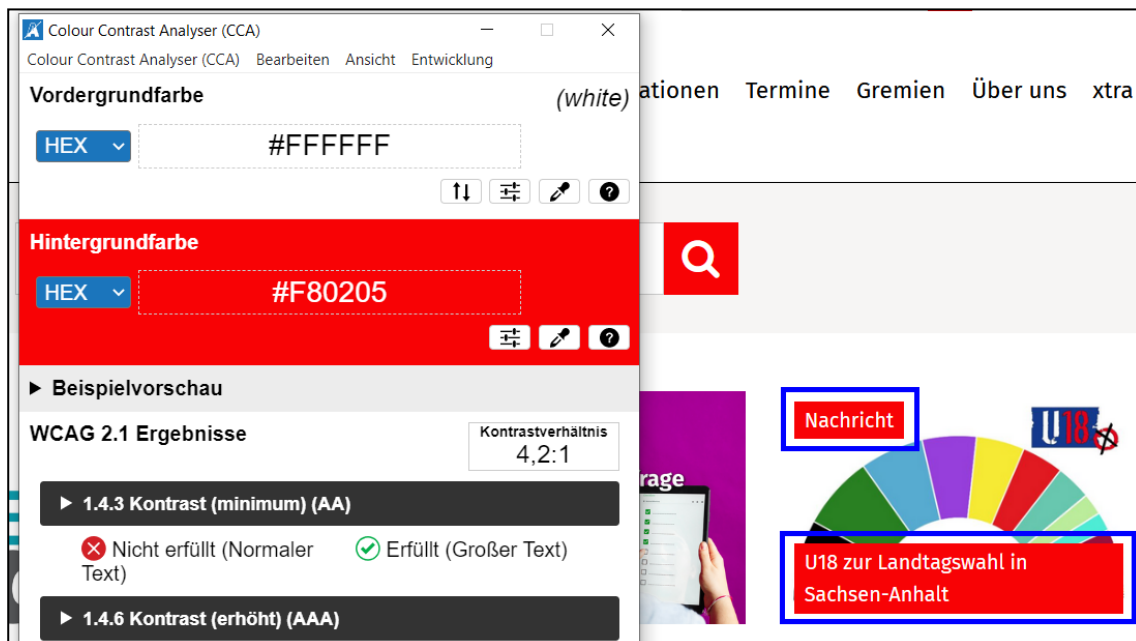 Colour Contrast Analyser (CCA)
Colour Contrast Analyser (CCA) Bearbeiten Ansicht Entwicklung
Vordergrundfarbe (white)
HEX #FFFFFF
Hintergrundfarbe
HEX #F80205
Beispielvorschau
WCAG 2.1 Ergebnisse
Kontrastverhältnis
4,2:1
1.4.3 Kontrast (minimum) (AA)
Nicht erfüllt (Normaler
Text)
Erfüllt (Großer Text)
1.4.6 Kontrast (erhöht) (AAA)
ationen Termine Gremien Über uns xtra
rage
Nachricht
U18
U18 zur Landtagswahl in
Sachsen-Anhalt